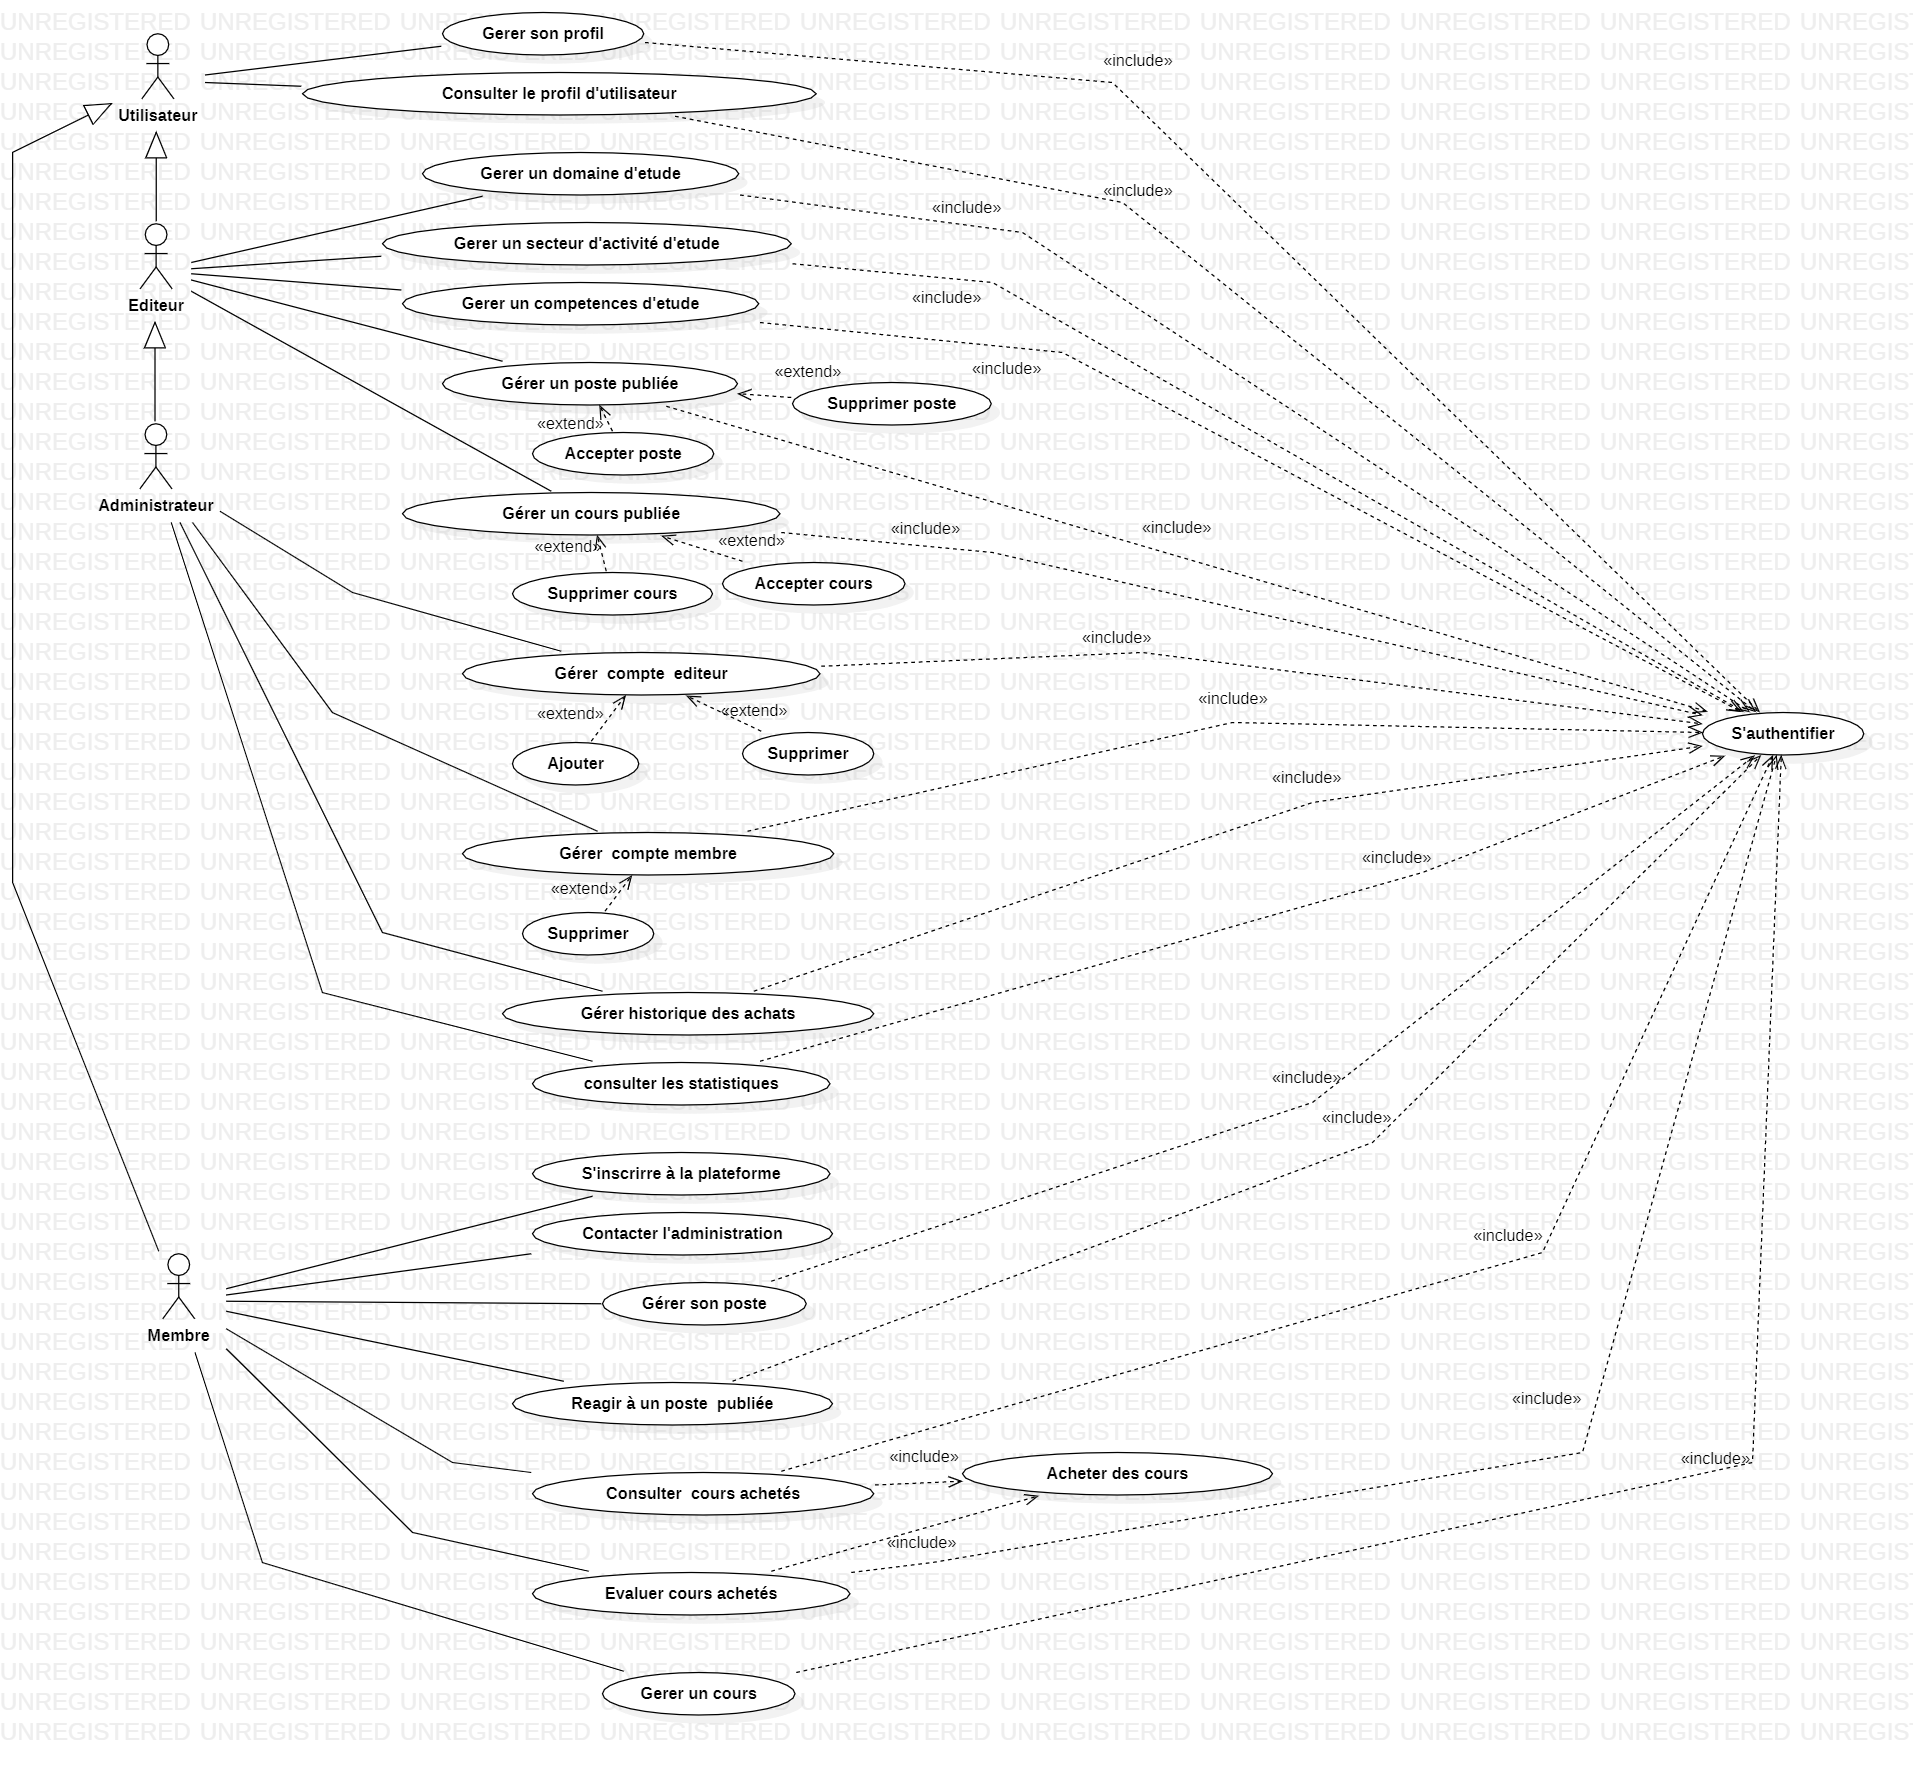 Gerer son profil
«include»
Consulter le profil d'utilisateur
Utilisateur
Gerer un domaine d'etude
«include»
«include»
Gerer un secteur d'activité d'etude
«include»
Editeur
Gerer un competences d'etude
Gérer un poste publiée
«extend»
«include»
Supprimer poste
«extend»
Accepter poste
Administrateur
Gérer un cours publiée
«include»
«include»
«extend»
«extend»
Supprimer cours
Accepter cours
«include»
Gérer  compte  editeur
«include»
«extend»
«extend»
S'authentifier
Ajouter
Supprimer
«include»
Gérer  compte membre
«include»
«extend»
Supprimer
Gérer historique des achats
consulter les statistiques
«include»
«include»
S'inscrirre à la plateforme
Contacter l'administration
«include»
Gérer son poste
Membre
Reagir à un poste  publiée
«include»
«include»
«include»
Acheter des cours
Consulter  cours achetés
«include»
Evaluer cours achetés
Gerer un cours
UNREGISTERED